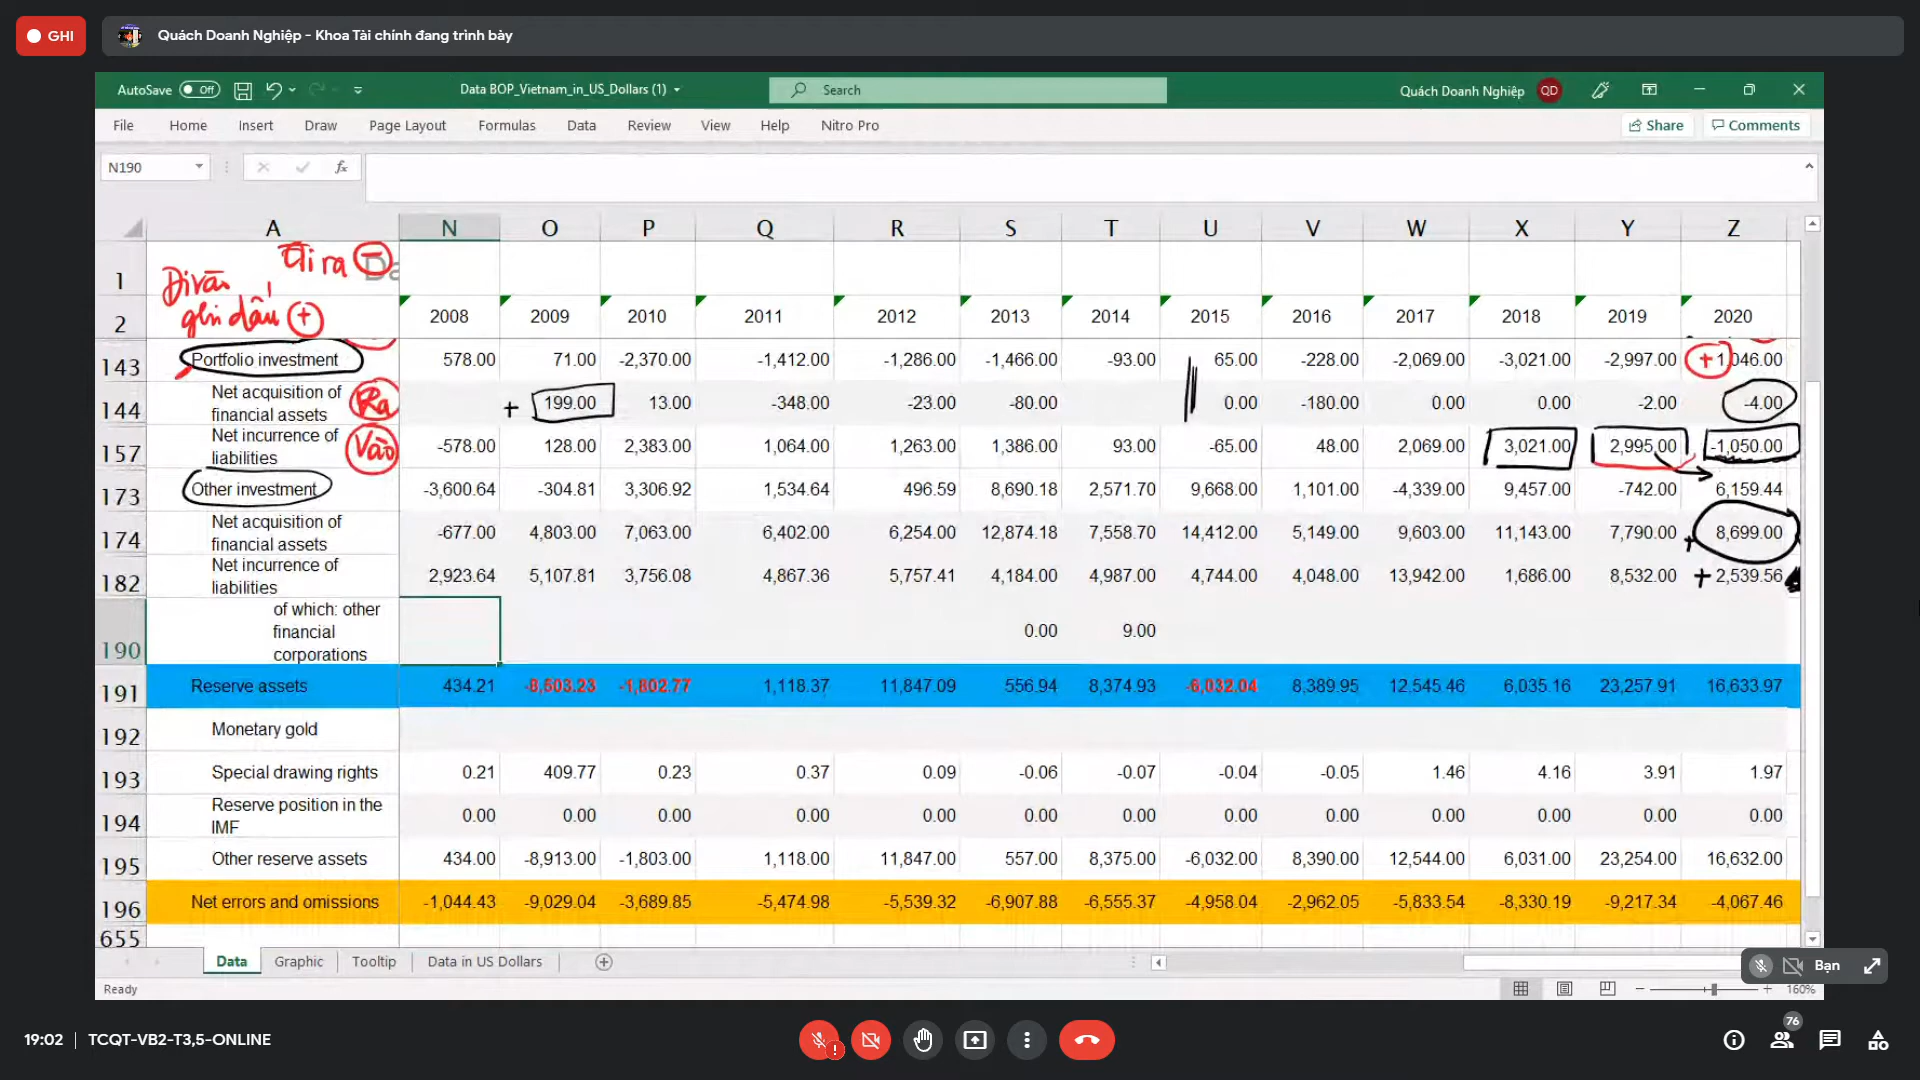 GHI
Quách Doanh Nghiệp - Khoa Tài chính đang trình bày
AutoSave Off Data BOP_Vietnam_in_US_Dollars (1) Search Quách Doanh Nghiệp QD
File Home Insert Draw Page Layout Formulas Data Review View Help Nitro Pro Share Comments
N190 fx
A N O P Q R S T U V W X Y Z
Đi ra −
Đi vào
1
ghi dấu +
2 2008 2009 2010 2011 2012 2013 2014 2015 2016 2017 2018 2019 2020
143 Portfolio investment 578.00 71.00 -2,370.00 -1,412.00 -1,286.00 -1,466.00 -93.00 65.00 -228.00 -2,069.00 -3,021.00 -2,997.00 + 1,046.00
144 Net acquisition of financial assets Ra + 199.00 13.00 -348.00 -23.00 -80.00 0.00 -180.00 0.00 0.00 -2.00 -4.00
157 Net incurrence of liabilities Vào -578.00 128.00 2,383.00 1,064.00 1,263.00 1,386.00 93.00 -65.00 48.00 2,069.00 3,021.00 2,995.00 -1,050.00
173 Other investment -3,600.64 -304.81 3,306.92 1,534.64 496.59 8,690.18 2,571.70 9,668.00 1,101.00 -4,339.00 9,457.00 -742.00 6,159.44
174 Net acquisition of financial assets -677.00 4,803.00 7,063.00 6,402.00 6,254.00 12,874.18 7,558.70 14,412.00 5,149.00 9,603.00 11,143.00 7,790.00 + 8,699.00
182 Net incurrence of liabilities 2,923.64 5,107.81 3,756.08 4,867.36 5,757.41 4,184.00 4,987.00 4,744.00 4,048.00 13,942.00 1,686.00 8,532.00 + 2,539.56
190 of which: other financial corporations 0.00 9.00
191 Reserve assets 434.21 -8,503.23 -1,802.77 1,118.37 11,847.09 556.94 8,374.93 -6,032.04 8,389.95 12,545.46 6,035.16 23,257.91 16,633.97
192 Monetary gold
193 Special drawing rights 0.21 409.77 0.23 0.37 0.09 -0.06 -0.07 -0.04 -0.05 1.46 4.16 3.91 1.97
194 Reserve position in the IMF 0.00 0.00 0.00 0.00 0.00 0.00 0.00 0.00 0.00 0.00 0.00 0.00 0.00
195 Other reserve assets 434.00 -8,913.00 -1,803.00 1,118.00 11,847.00 557.00 8,375.00 -6,032.00 8,390.00 12,544.00 6,031.00 23,254.00 16,632.00
196 Net errors and omissions -1,044.43 -9,029.04 -3,689.85 -5,474.98 -5,539.32 -6,907.88 -6,555.37 -4,958.04 -2,962.05 -5,833.54 -8,330.19 -9,217.34 -4,067.46
655
Data Graphic Tooltip Data in US Dollars
Bạn
Ready 160%
19:02 | TCQT-VB2-T3,5-ONLINE
76